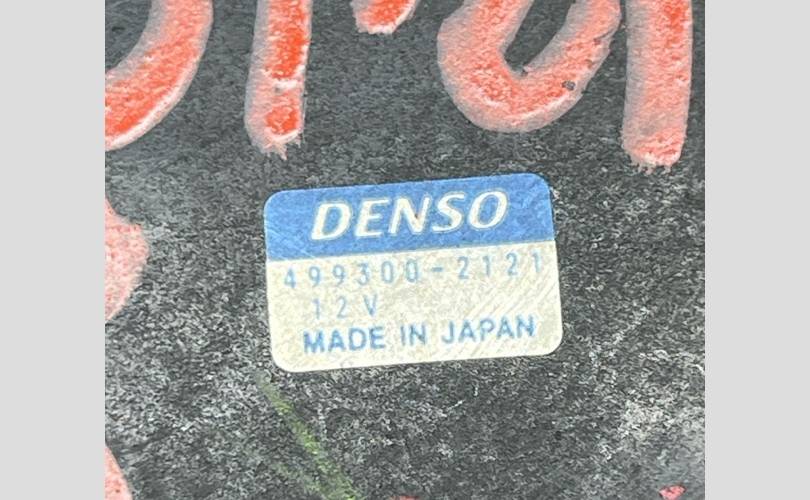 DENSO
499300-2121
12V
MADE IN JAPAN